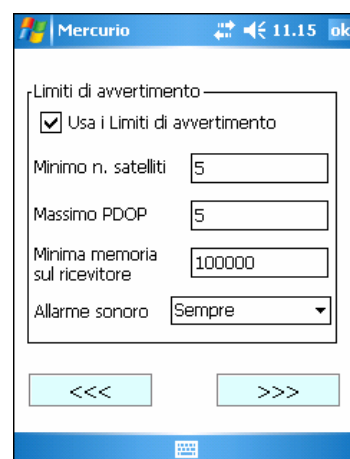 Mercurio 11.15 ok
Limiti di avvertimento
Usa i Limiti di avvertimento
Minimo n. satelliti 5
Massimo PDOP 5
Minima memoria
sul ricevitore 100000
Allarme sonoro Sempre
<<< >>>